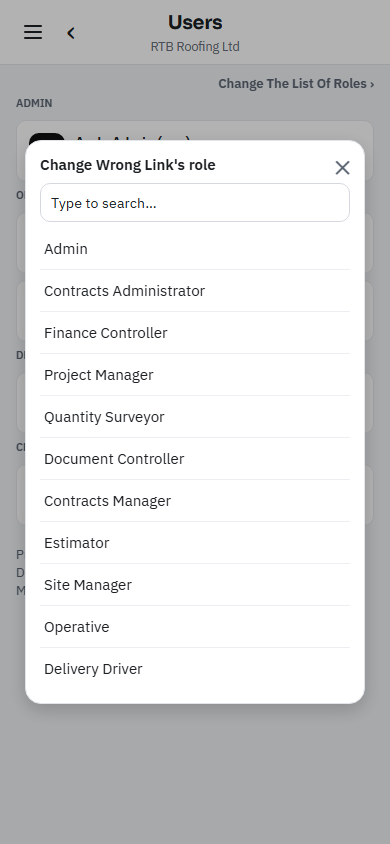 Users
RTB Roofing Ltd
Change The List Of Roles ›
ADMIN
Change Wrong Link's role
Type to search...
Admin
Contracts Administrator
Finance Controller
Project Manager
Quantity Surveyor
Document Controller
Contracts Manager
Estimator
Site Manager
Operative
Delivery Driver